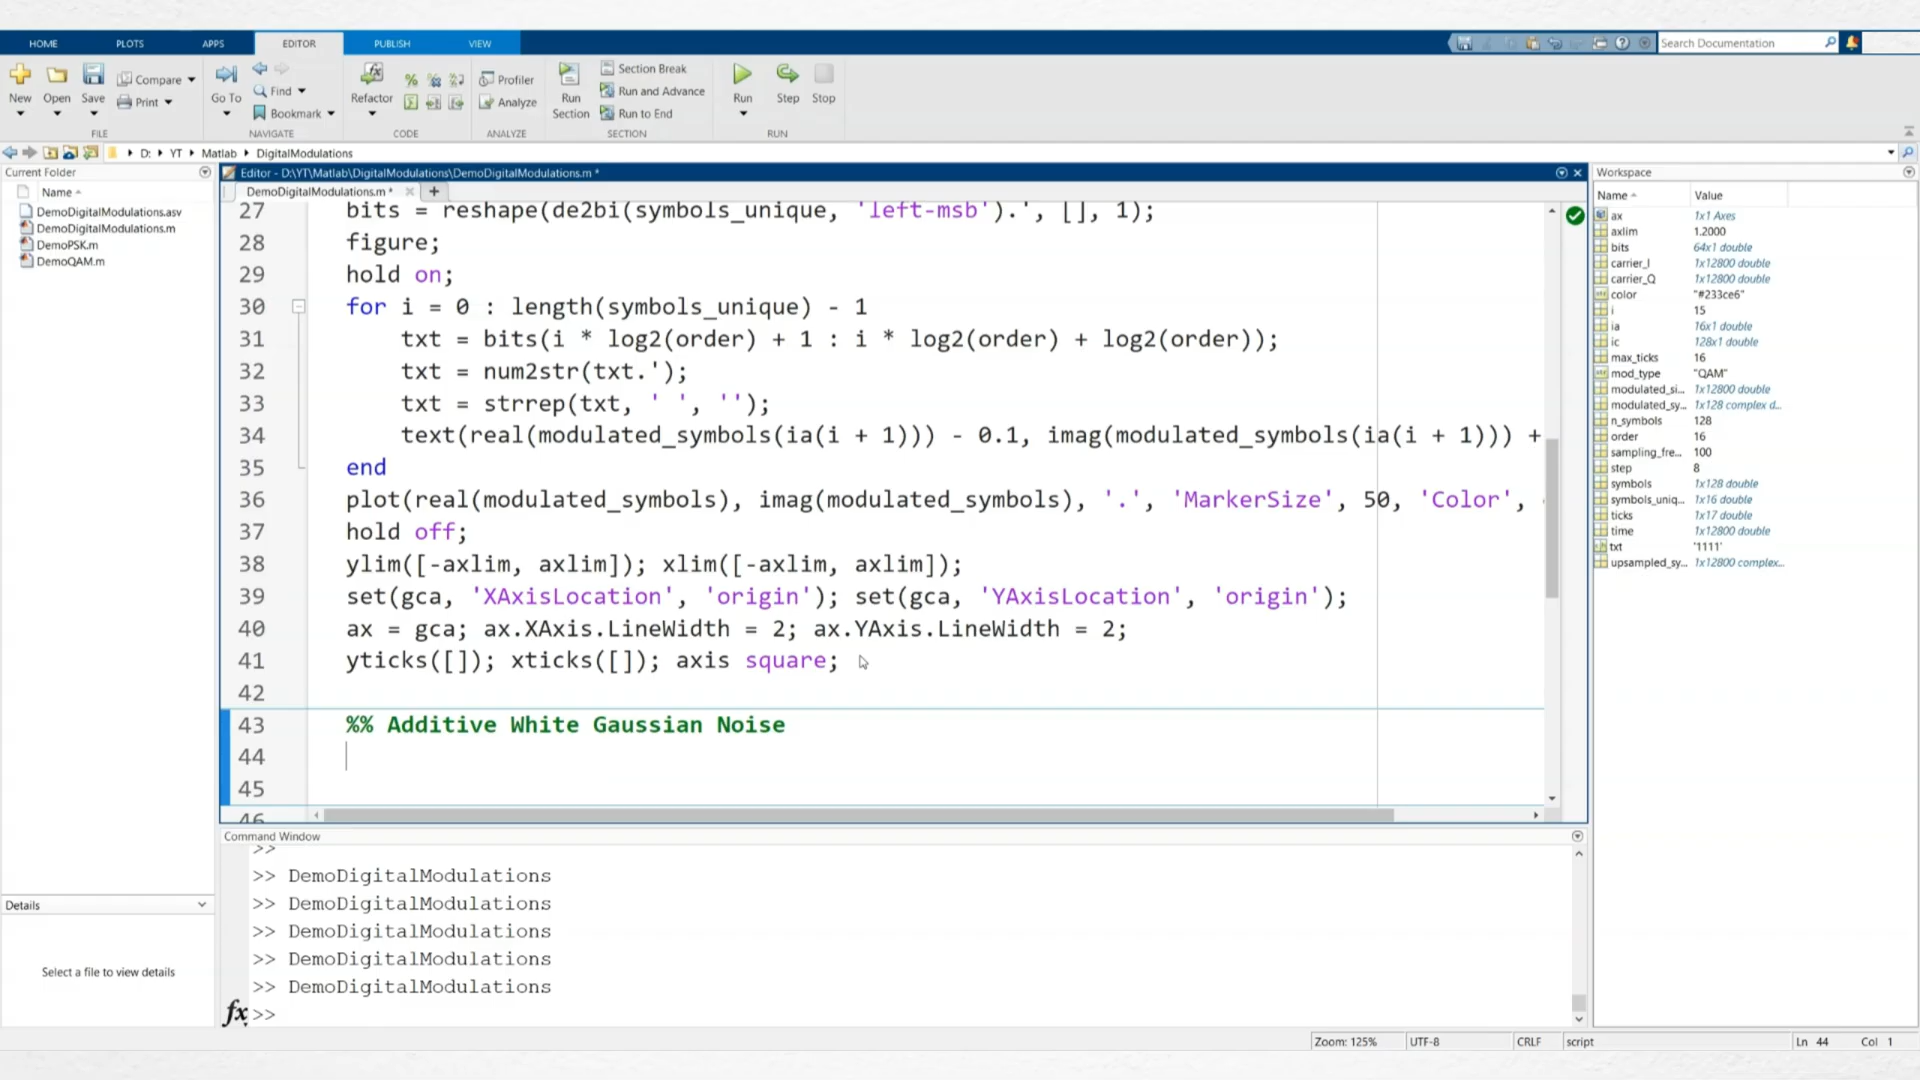 HOME PLOTS APPS EDITOR PUBLISH VIEW Search Documentation
New Open Save Compare Print Go To Find Bookmark Refactor Profiler Analyze Run Section Section Break Run and Advance Run to End Run Step Stop
FILE NAVIGATE CODE ANALYZE SECTION RUN
D: YT Matlab DigitalModulations
Current Folder
Name
DemoDigitalModulations.asv
DemoDigitalModulations.m
DemoPSK.m
DemoQAM.m
Details
Select a file to view details
Editor - D:\YT\Matlab\DigitalModulations\DemoDigitalModulations.m *
DemoDigitalModulations.m * × +
27 bits = reshape(de2bi(symbols_unique, 'left-msb').', [], 1);
28 figure;
29 hold on;
30 for i = 0 : length(symbols_unique) - 1
31 txt = bits(i * log2(order) + 1 : i * log2(order) + log2(order));
32 txt = num2str(txt.');
33 txt = strrep(txt, ' ', '');
34 text(real(modulated_symbols(ia(i + 1))) - 0.1, imag(modulated_symbols(ia(i + 1))) +
35 end
36 plot(real(modulated_symbols), imag(modulated_symbols), '.', 'MarkerSize', 50, 'Color',
37 hold off;
38 ylim([-axlim, axlim]); xlim([-axlim, axlim]);
39 set(gca, 'XAxisLocation', 'origin'); set(gca, 'YAxisLocation', 'origin');
40 ax = gca; ax.XAxis.LineWidth = 2; ax.YAxis.LineWidth = 2;
41 yticks([]); xticks([]); axis square;
42
43 %% Additive White Gaussian Noise
44
45
46
Command Window
>>
>> DemoDigitalModulations
>> DemoDigitalModulations
>> DemoDigitalModulations
>> DemoDigitalModulations
>> DemoDigitalModulations
fx >>
Workspace
Name Value
ax 1x1 Axes
axlim 1.2000
bits 64x1 double
carrier_I 1x12800 double
carrier_Q 1x12800 double
color "#233ce6"
i 15
ia 16x1 double
ic 128x1 double
max_ticks 16
mod_type "QAM"
modulated_si... 1x12800 double
modulated_sy... 1x128 complex d...
n_symbols 128
order 16
sampling_fre... 100
step 8
symbols 1x128 double
symbols_uniq... 1x16 double
ticks 1x17 double
time 1x12800 double
txt '1111'
upsampled_sy... 1x12800 complex...
Zoom: 125% UTF-8 CRLF script Ln 44 Col 1